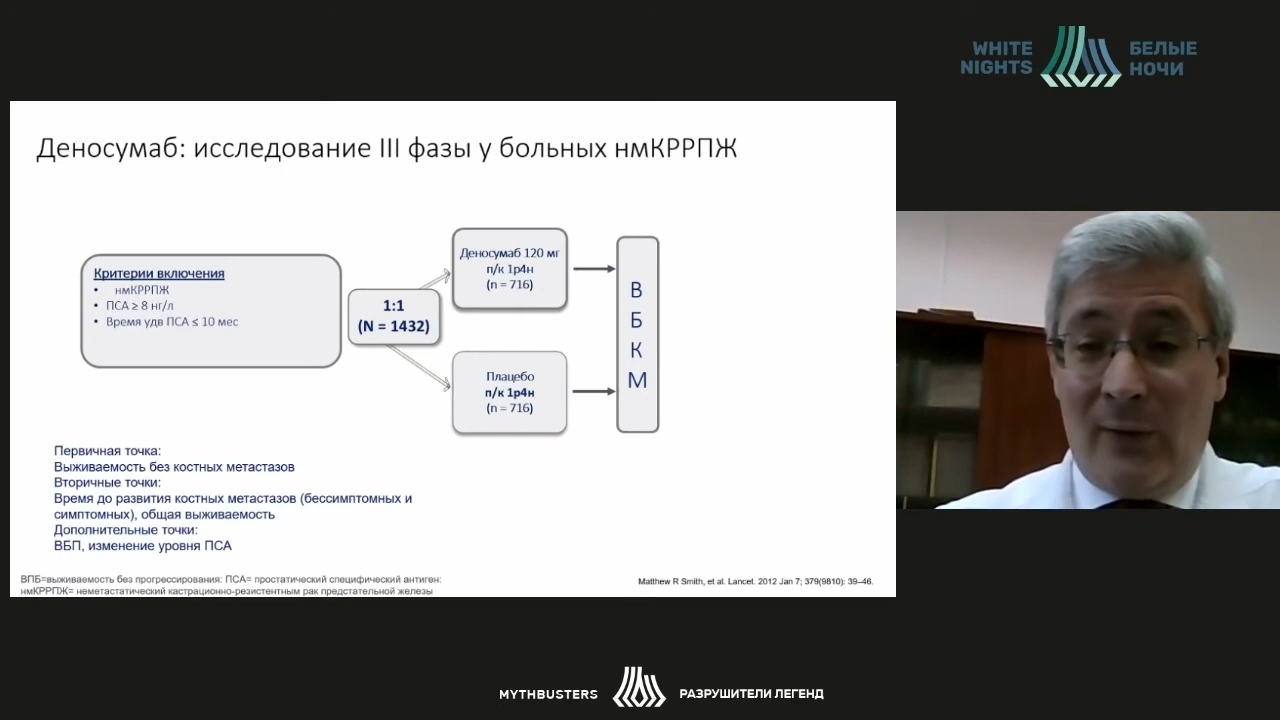 WHITE NIGHTS
БЕЛЫЕ НОЧИ
Деносумаб: исследование III фазы у больных нмКРРПЖ
Критерии включения
• нмКРРПЖ
• ПСА ≥ 8 нг/л
• Время удв ПСА ≤ 10 мес
1:1
(N = 1432)
Деносумаб 120 мг
п/к 1р4н
(n = 716)
Плацебо
п/к 1р4н
(n = 716)
В
Б
К
М
Первичная точка:
Выживаемость без костных метастазов
Вторичные точки:
Время до развития костных метастазов (бессимптомных и
симптомных), общая выживаемость
Дополнительные точки:
ВБП, изменение уровня ПСА
ВПБ=выживаемость без прогрессирования: ПСА= простатический специфический антиген:
нмКРРПЖ= неметастатический кастрационно-резистентным рак предстательной железы
Matthew R Smith, et al. Lancet. 2012 Jan 7; 379(9810): 39–46.
MYTHBUSTERS
РАЗРУШИТЕЛИ ЛЕГЕНД